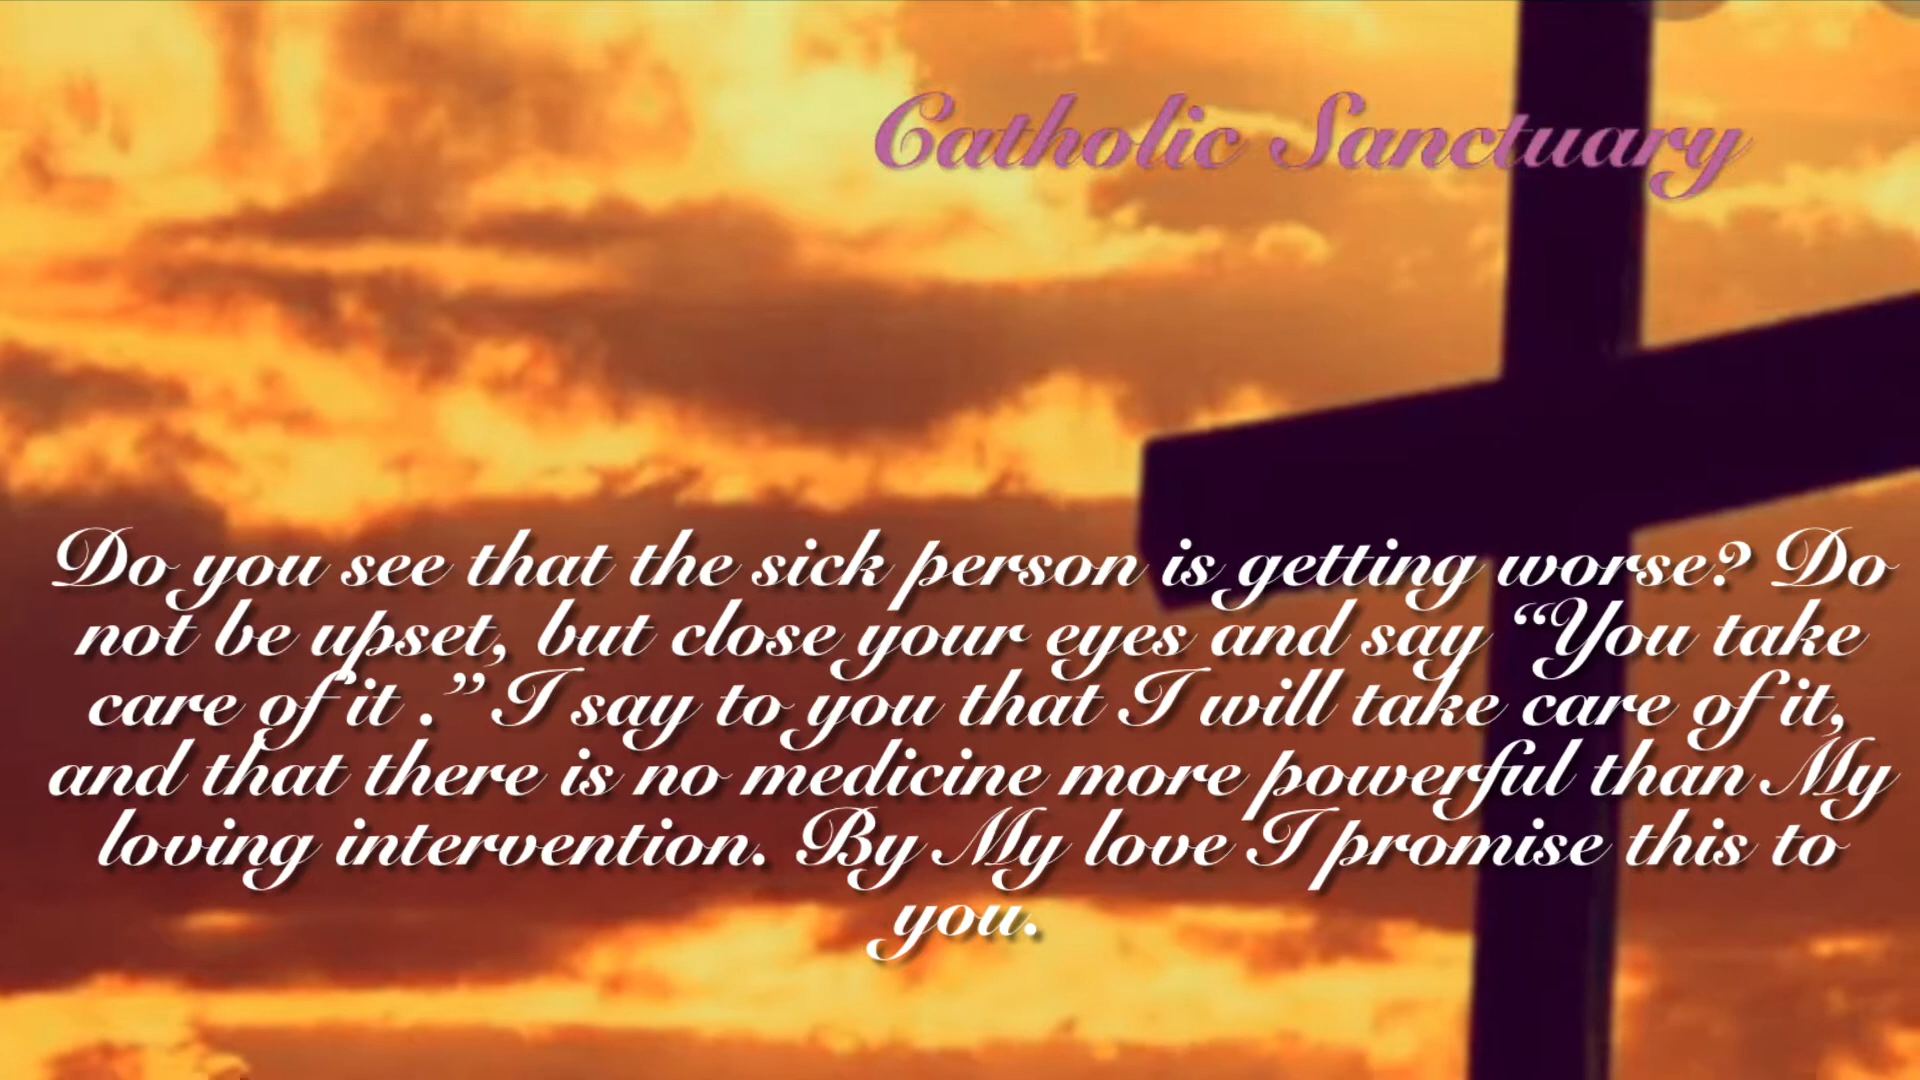 Catholic Sanctuary
Do you see that the sick person is getting worse? Do
not be upset, but close your eyes and say “You take
care of it .” I say to you that I will take care of it,
and that there is no medicine more powerful than My
loving intervention. By My love I promise this to
you.